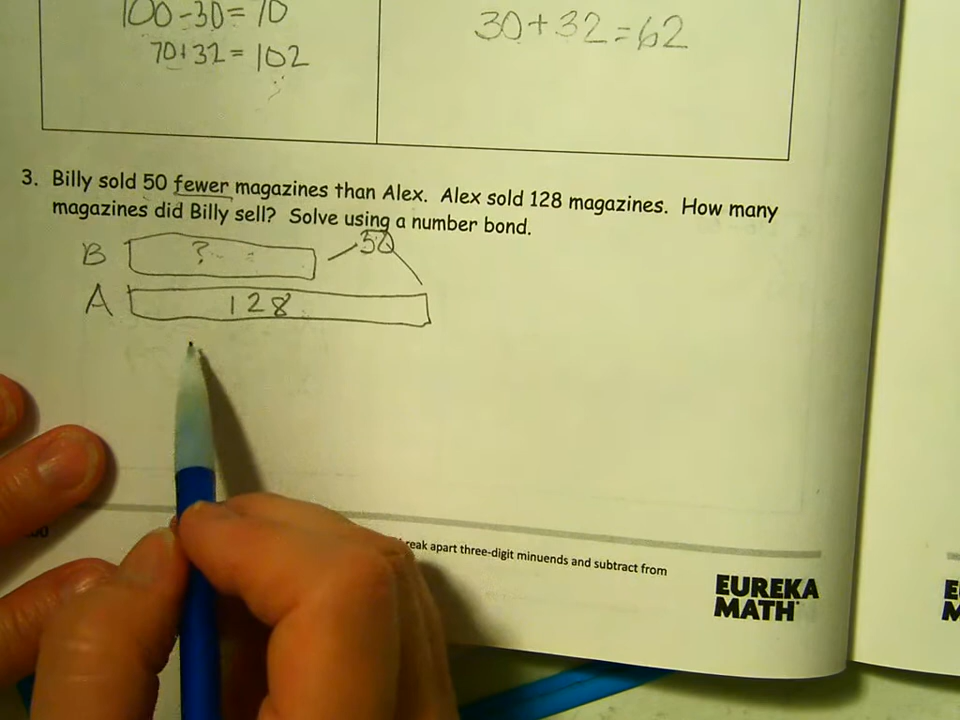 100-30=70
70+32=102
30+32=62
3. Billy sold 50 fewer magazines than Alex. Alex sold 128 magazines. How many
magazines did Billy sell? Solve using a number bond.
B ?
A 128
break apart three-digit minuends and subtract from
EUREKA
MATH